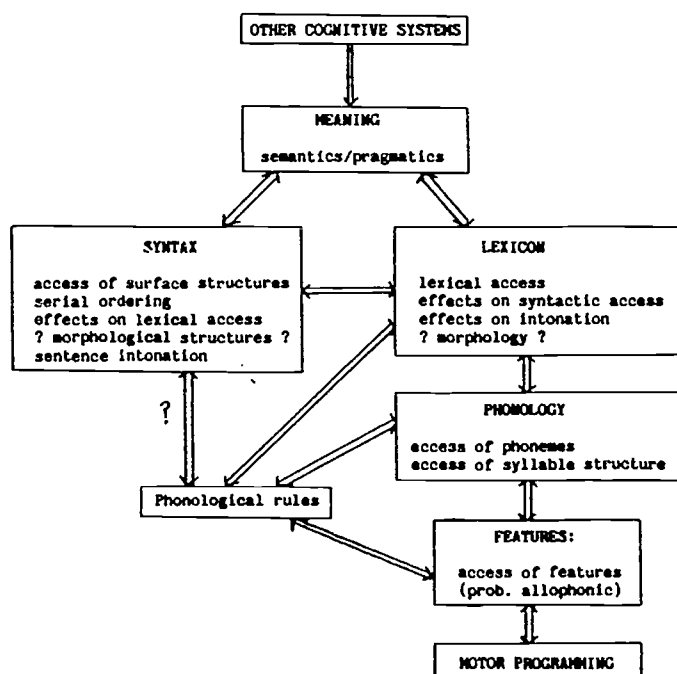 OTHER COGNITIVE SYSTEMS
MEANING
semantics/pragmatics
SYNTAX
access of surface structures
serial ordering
effects on lexical access
? morphological structures ?
sentence intonation
LEXICON
lexical access
effects on syntactic access
effects on intonation
? morphology ?
?
PHONOLOGY
access of phonemes
access of syllable structure
Phonological rules
FEATURES:
access of features
(prob. allophonic)
MOTOR PROGRAMMING